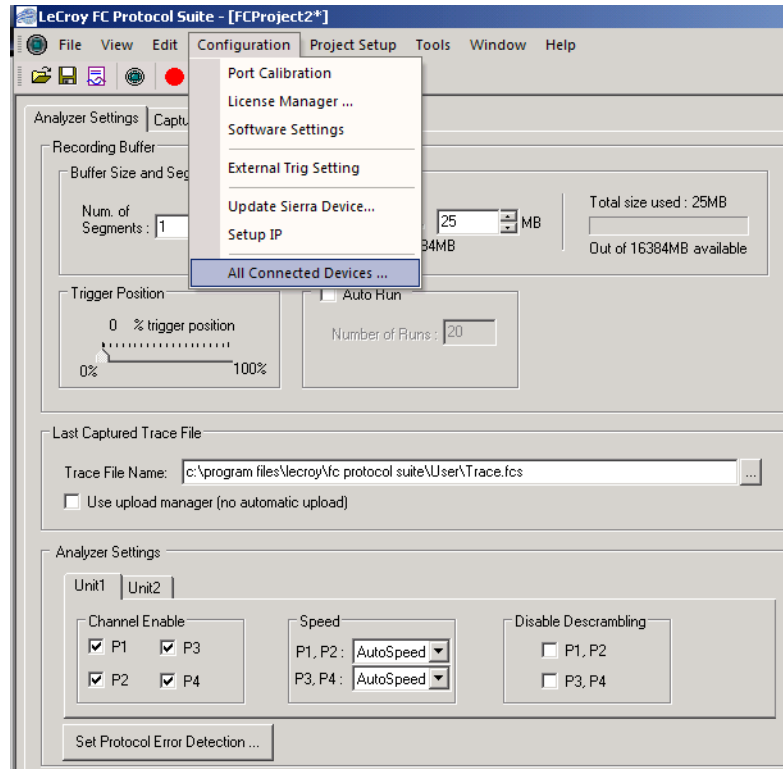 LeCroy FC Protocol Suite - [FCProject2*]
File View Edit Configuration Project Setup Tools Window Help
Port Calibration
License Manager ...
Software Settings
External Trig Setting
Update Sierra Device...
Setup IP
All Connected Devices ...
Analyzer Settings
Recording Buffer
Num. of
Segments : 1
25 MB
Total size used : 25MB
Out of 16384MB available
Trigger Position
0 % trigger position
0% 100%
Auto Run
Number of Runs : 20
Last Captured Trace File
Trace File Name: c:\program files\lecroy\fc protocol suite\User\Trace.fcs ...
Use upload manager (no automatic upload)
Analyzer Settings
Unit1 Unit2
Channel Enable
P1 P3
P2 P4
Speed
P1, P2 : AutoSpeed
P3, P4 : AutoSpeed
Disable Descrambling
P1, P2
P3, P4
Set Protocol Error Detection ...